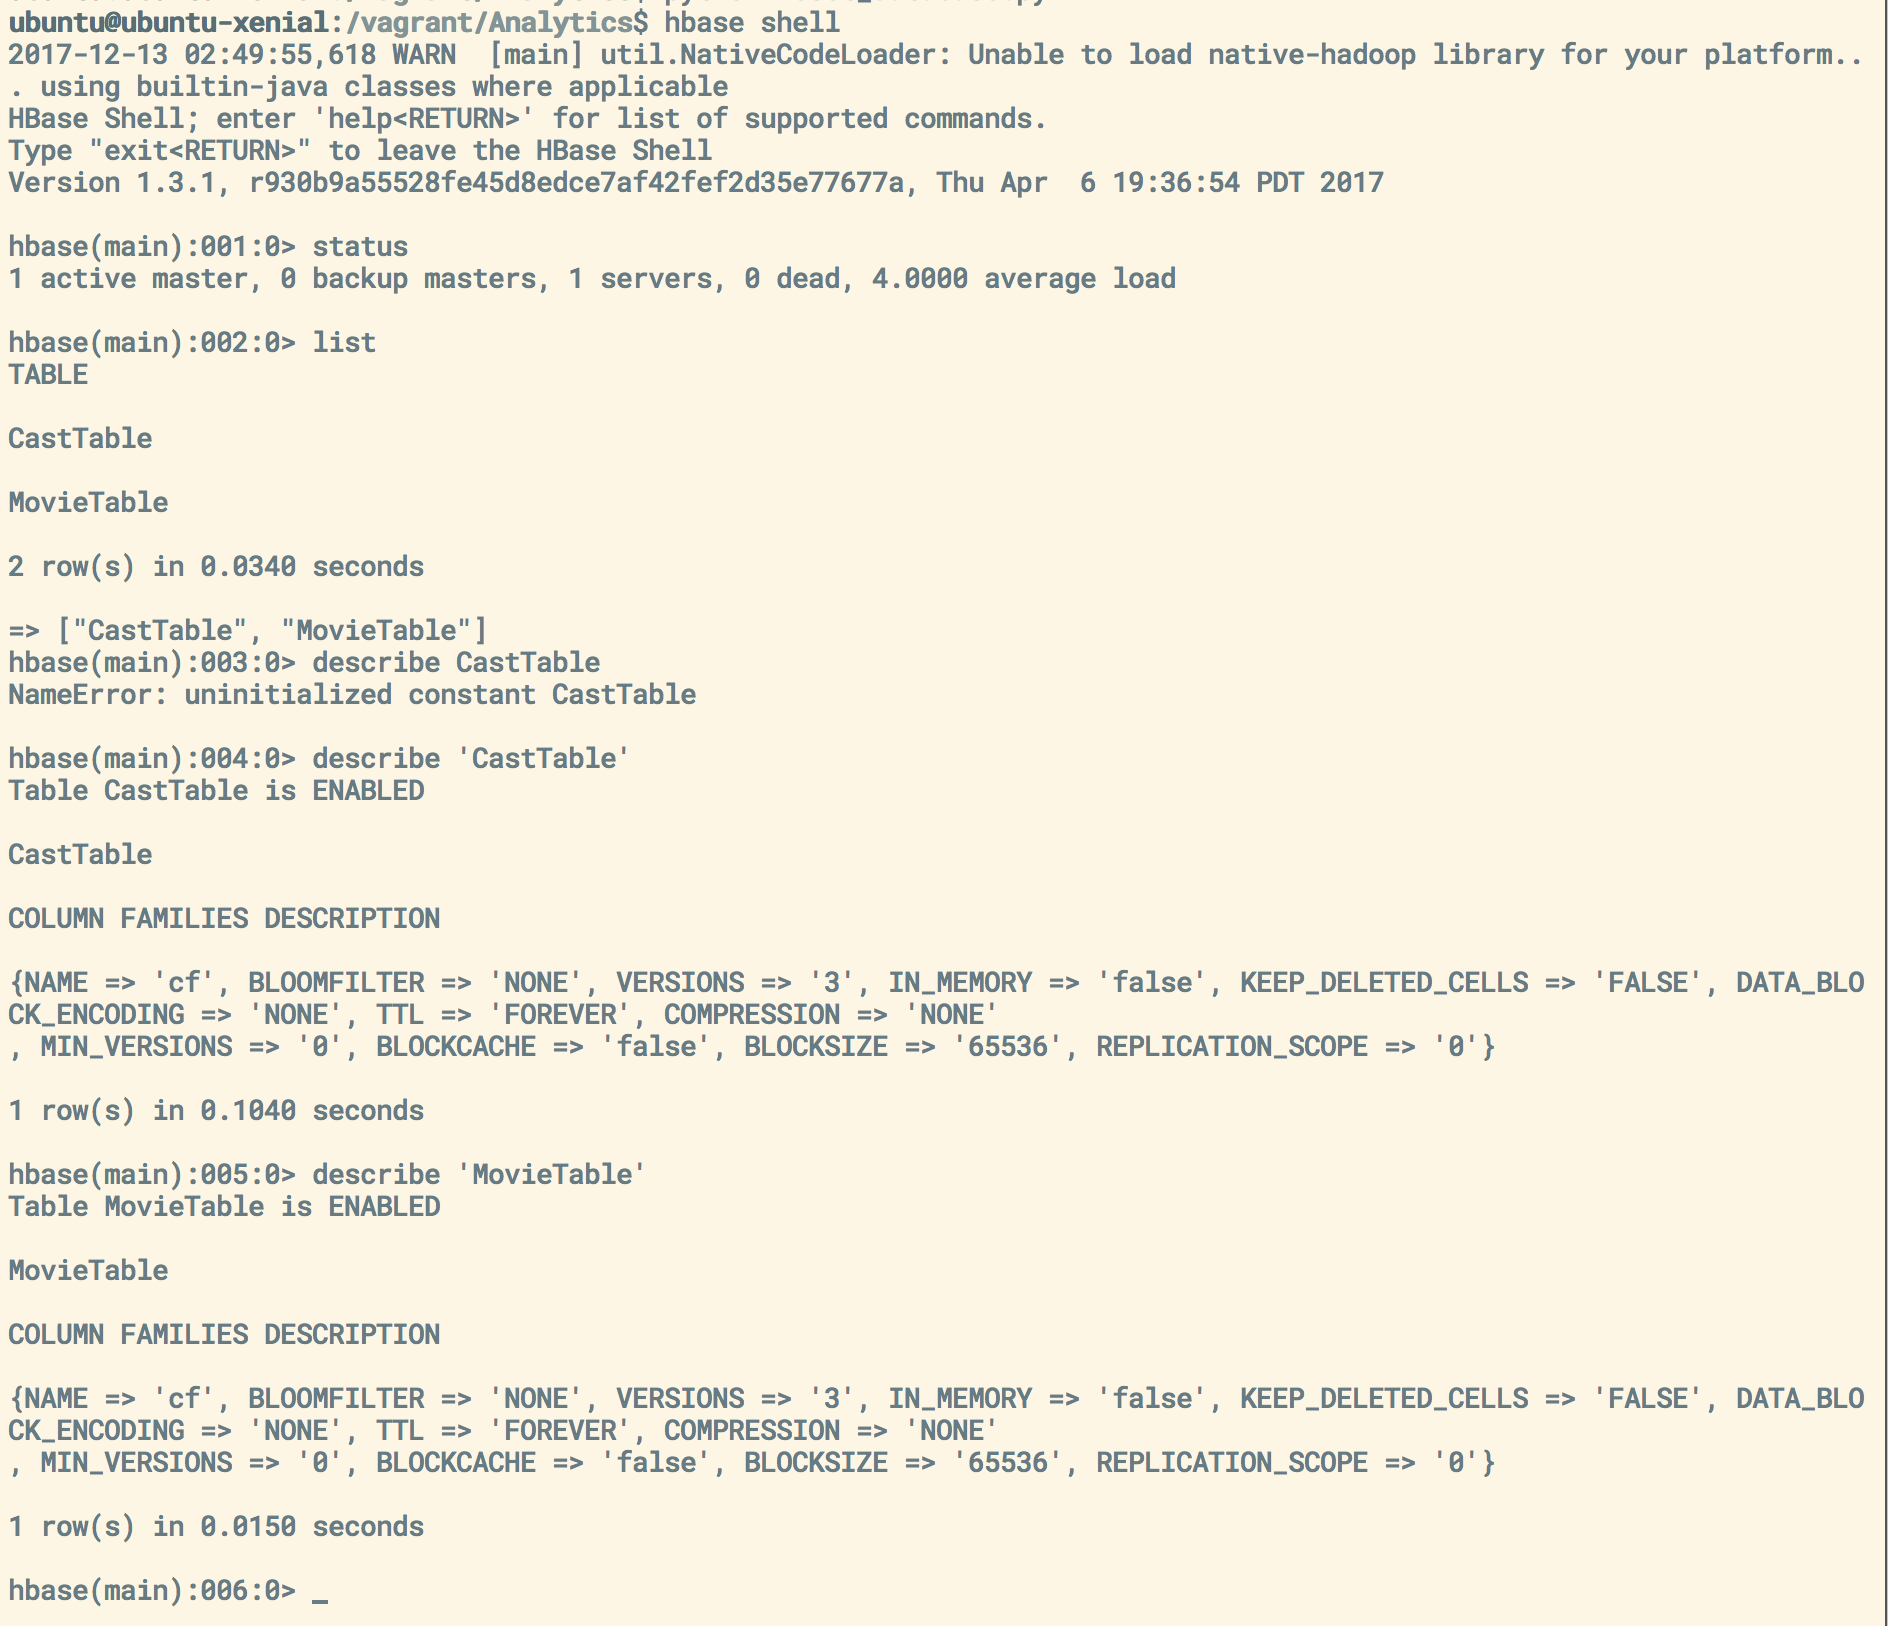 ubuntu@ubuntu-xenial:/vagrant/Analytics$ hbase shell
2017-12-13 02:49:55,618 WARN  [main] util.NativeCodeLoader: Unable to load native-hadoop library for your platform..
. using builtin-java classes where applicable
HBase Shell; enter 'help<RETURN>' for list of supported commands.
Type "exit<RETURN>" to leave the HBase Shell
Version 1.3.1, r930b9a55528fe45d8edce7af42fef2d35e77677a, Thu Apr  6 19:36:54 PDT 2017
hbase(main):001:0> status
1 active master, 0 backup masters, 1 servers, 0 dead, 4.0000 average load
hbase(main):002:0> list
TABLE
CastTable
MovieTable
2 row(s) in 0.0340 seconds
=> ["CastTable", "MovieTable"]
hbase(main):003:0> describe CastTable
NameError: uninitialized constant CastTable
hbase(main):004:0> describe 'CastTable'
Table CastTable is ENABLED
CastTable
COLUMN FAMILIES DESCRIPTION
{NAME => 'cf', BLOOMFILTER => 'NONE', VERSIONS => '3', IN_MEMORY => 'false', KEEP_DELETED_CELLS => 'FALSE', DATA_BLO
CK_ENCODING => 'NONE', TTL => 'FOREVER', COMPRESSION => 'NONE'
, MIN_VERSIONS => '0', BLOCKCACHE => 'false', BLOCKSIZE => '65536', REPLICATION_SCOPE => '0'}
1 row(s) in 0.1040 seconds
hbase(main):005:0> describe 'MovieTable'
Table MovieTable is ENABLED
MovieTable
COLUMN FAMILIES DESCRIPTION
{NAME => 'cf', BLOOMFILTER => 'NONE', VERSIONS => '3', IN_MEMORY => 'false', KEEP_DELETED_CELLS => 'FALSE', DATA_BLO
CK_ENCODING => 'NONE', TTL => 'FOREVER', COMPRESSION => 'NONE'
, MIN_VERSIONS => '0', BLOCKCACHE => 'false', BLOCKSIZE => '65536', REPLICATION_SCOPE => '0'}
1 row(s) in 0.0150 seconds
hbase(main):006:0> _